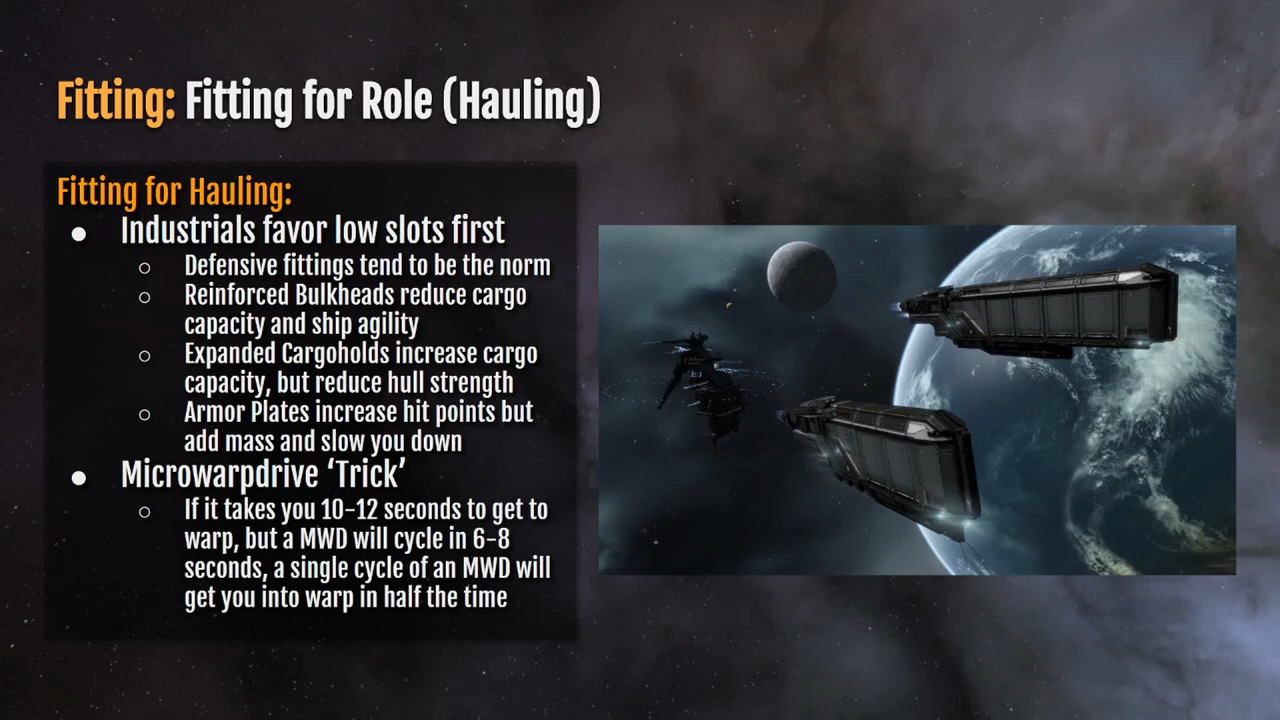 Fitting: Fitting for Role (Hauling)
Fitting for Hauling:
● Industrials favor low slots first
○ Defensive fittings tend to be the norm
○ Reinforced Bulkheads reduce cargo
capacity and ship agility
○ Expanded Cargoholds increase cargo
capacity, but reduce hull strength
○ Armor Plates increase hit points but
add mass and slow you down
● Microwarpdrive ‘Trick’
○ If it takes you 10-12 seconds to get to
warp, but a MWD will cycle in 6-8
seconds, a single cycle of an MWD will
get you into warp in half the time